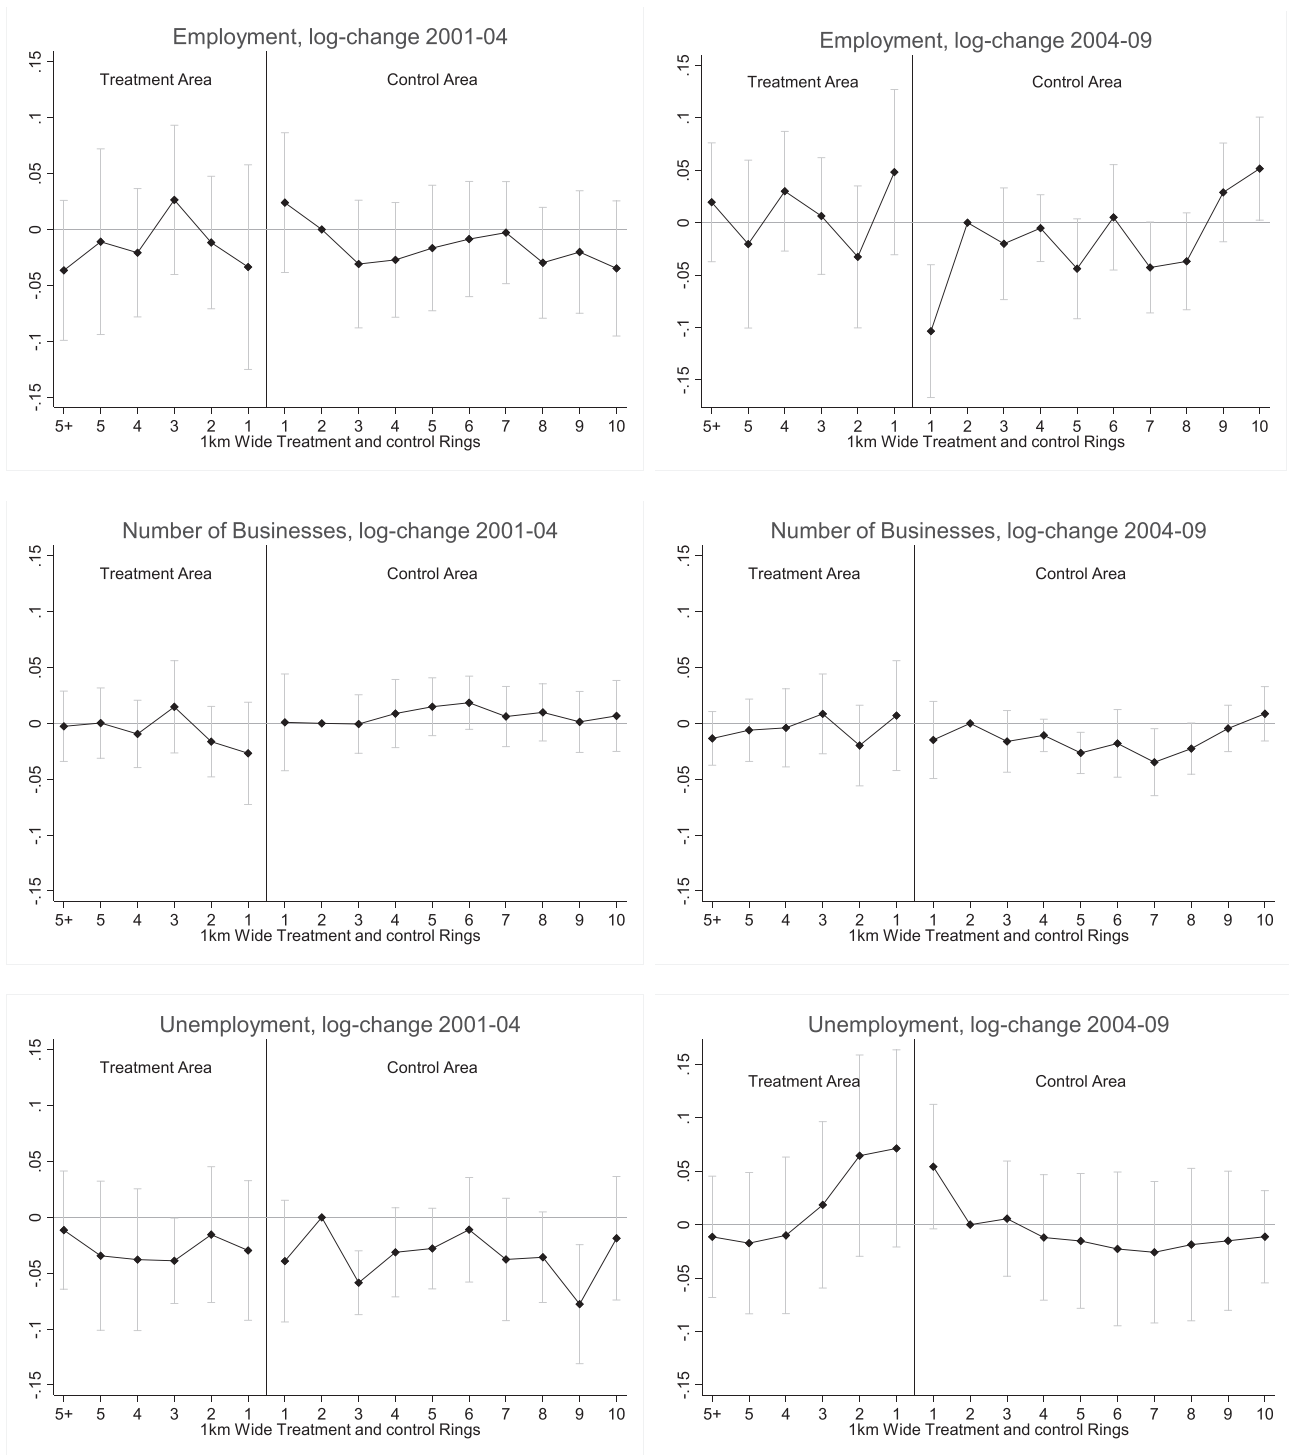 Employment, log-change 2001-04
Treatment Area Control Area
.15
.1
.05
0
-.05
-.1
-.15
5+ 5 4 3 2 1 1 2 3 4 5 6 7 8 9 10
1km Wide Treatment and control Rings
Employment, log-change 2004-09
Treatment Area Control Area
.15
.1
.05
0
-.05
-.1
-.15
5+ 5 4 3 2 1 1 2 3 4 5 6 7 8 9 10
1km Wide Treatment and control Rings
Number of Businesses, log-change 2001-04
Treatment Area Control Area
.15
.1
.05
0
-.05
-.1
-.15
5+ 5 4 3 2 1 1 2 3 4 5 6 7 8 9 10
1km Wide Treatment and control Rings
Number of Businesses, log-change 2004-09
Treatment Area Control Area
.15
.1
.05
0
-.05
-.1
-.15
5+ 5 4 3 2 1 1 2 3 4 5 6 7 8 9 10
1km Wide Treatment and control Rings
Unemployment, log-change 2001-04
Treatment Area Control Area
.15
.1
.05
0
-.05
-.1
-.15
5+ 5 4 3 2 1 1 2 3 4 5 6 7 8 9 10
1km Wide Treatment and control Rings
Unemployment, log-change 2004-09
Treatment Area Control Area
.15
.1
.05
0
-.05
-.1
-.15
5+ 5 4 3 2 1 1 2 3 4 5 6 7 8 9 10
1km Wide Treatment and control Rings